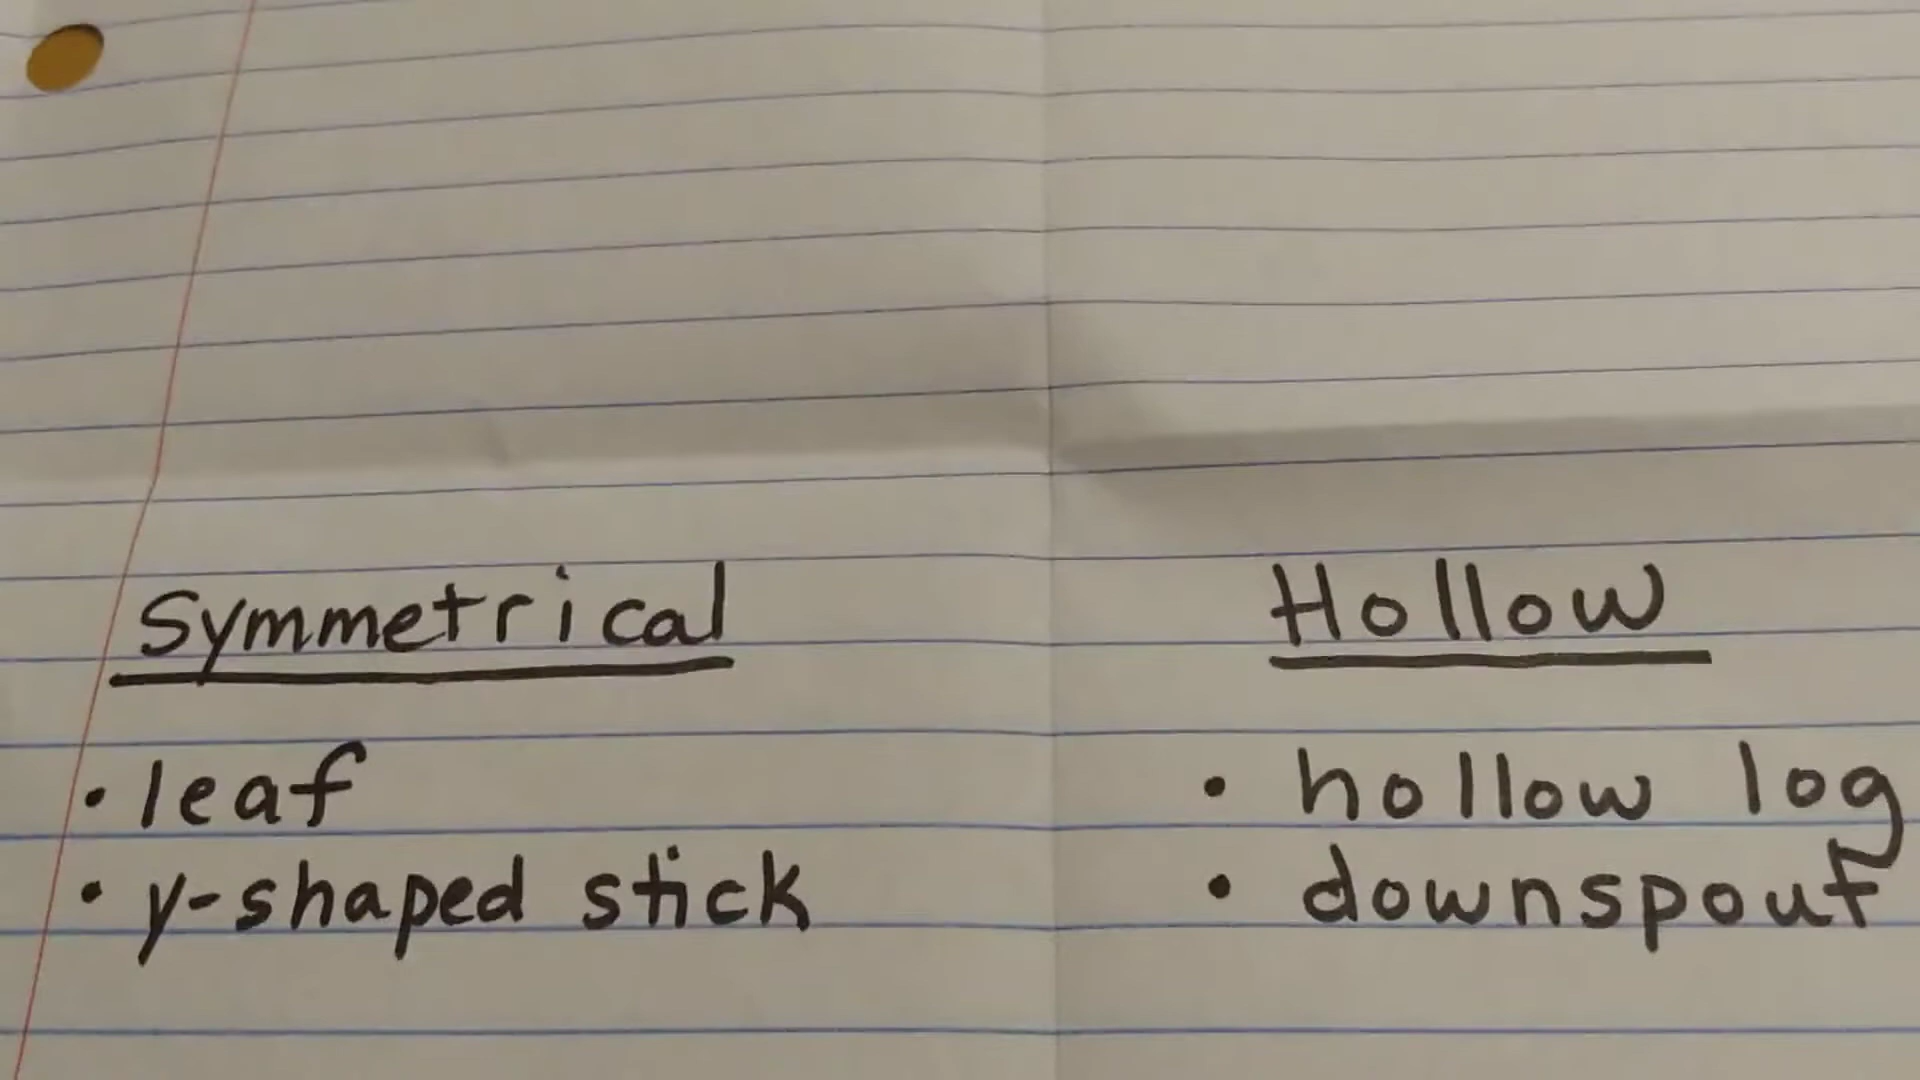 Symmetrical
• leaf
• y-shaped stick
Hollow
• hollow log
• downspout